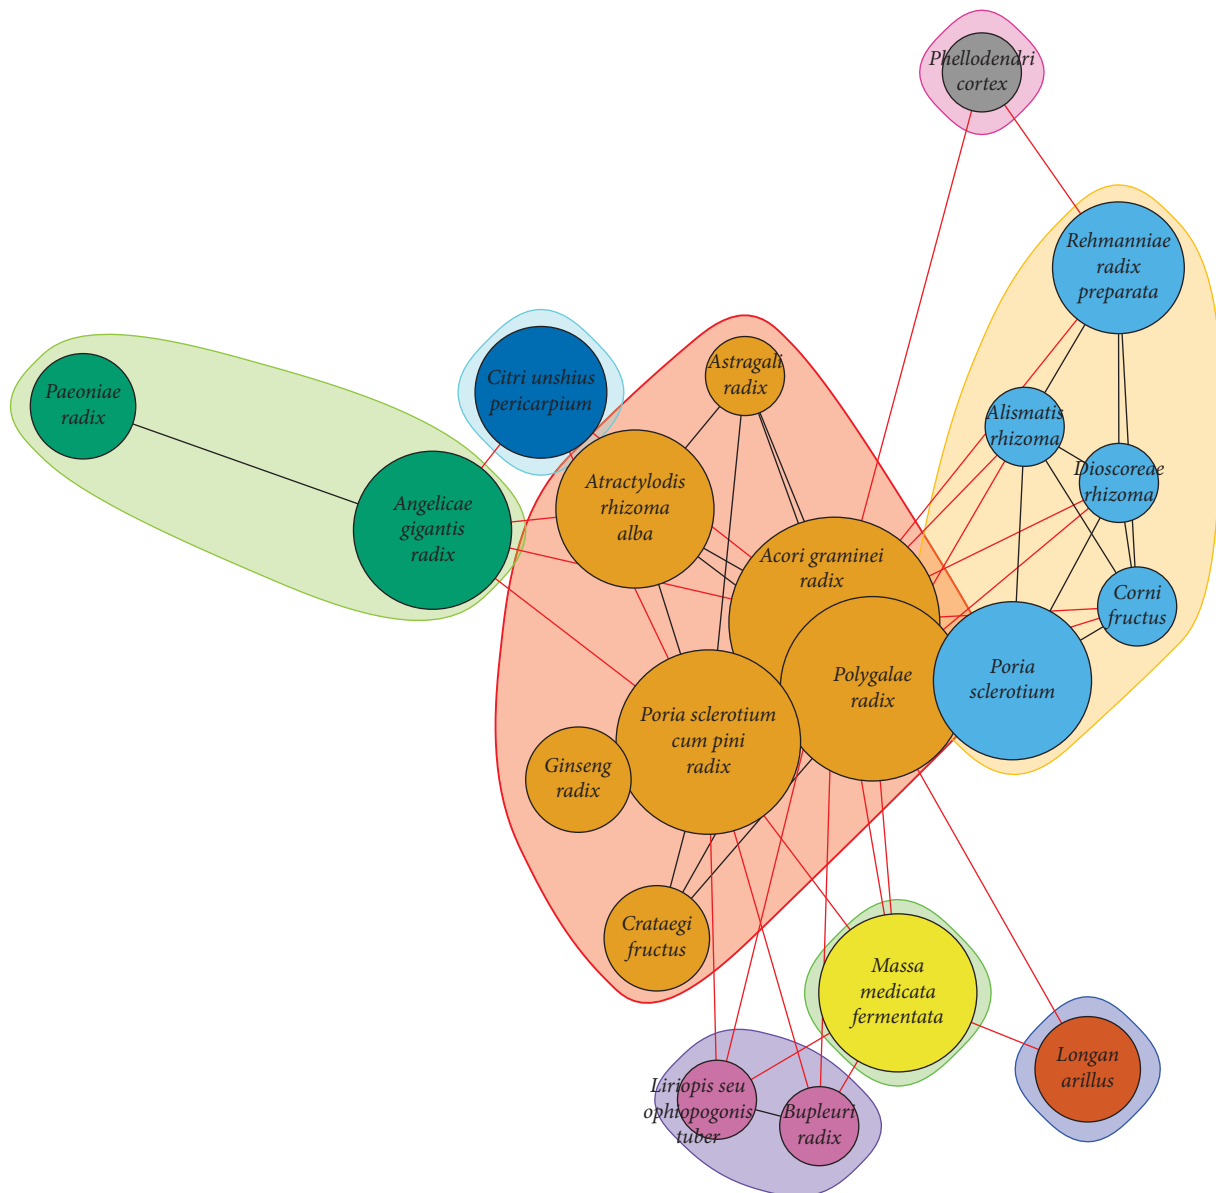 Phellodendri
cortex
Rehmanniae
radix
preparata
Paeoniae
radix
Citri unshius
pericarpium
Astragali
radix
Alismatis
rhizoma
Dioscoreae
rhizoma
Angelicae
gigantis
radix
Atractylodis
rhizoma
alba
Acori graminei
radix
Corni
fructus
Polygalae
radix
Poria
sclerotium
Poria sclerotium
cum pini
radix
Ginseng
radix
Crataegi
fructus
Massa
medicata
fermentata
Longan
arillus
Liriopis seu
ophiopogonis
tuber
Bupleuri
radix